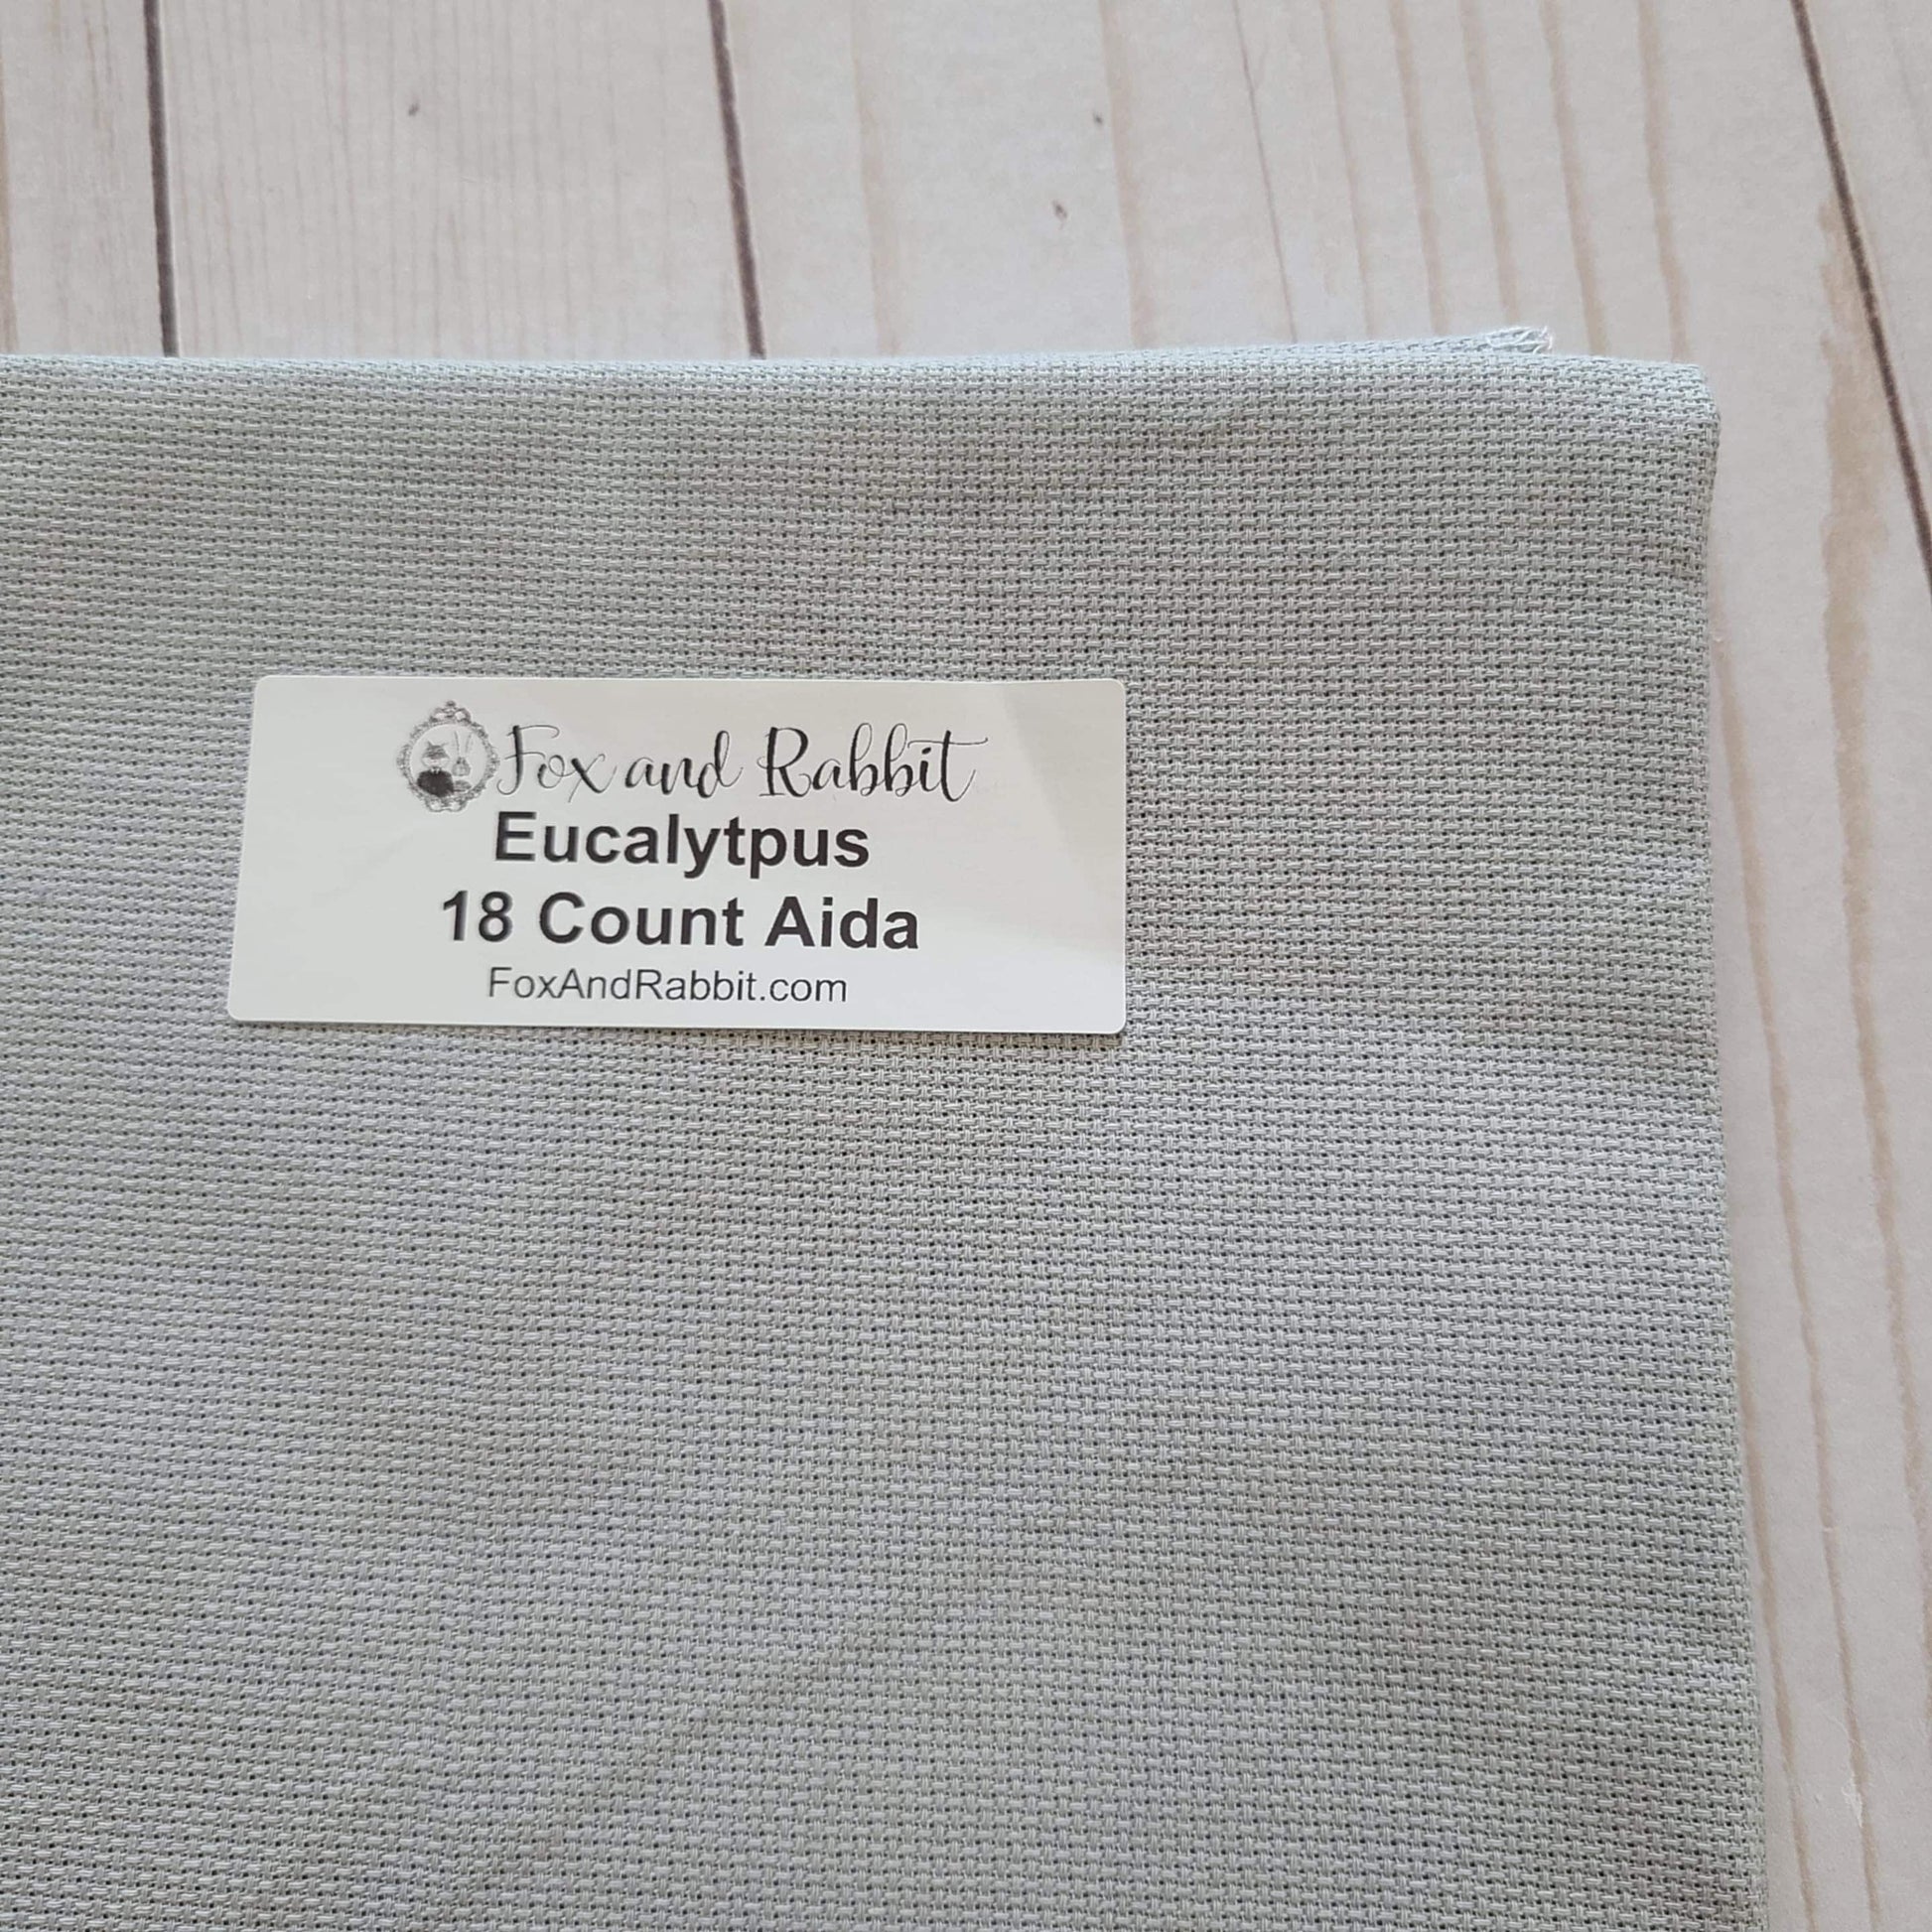 Fox and Rabbit
Eucalytpus
18 Count Aida
FoxAndRabbit.com